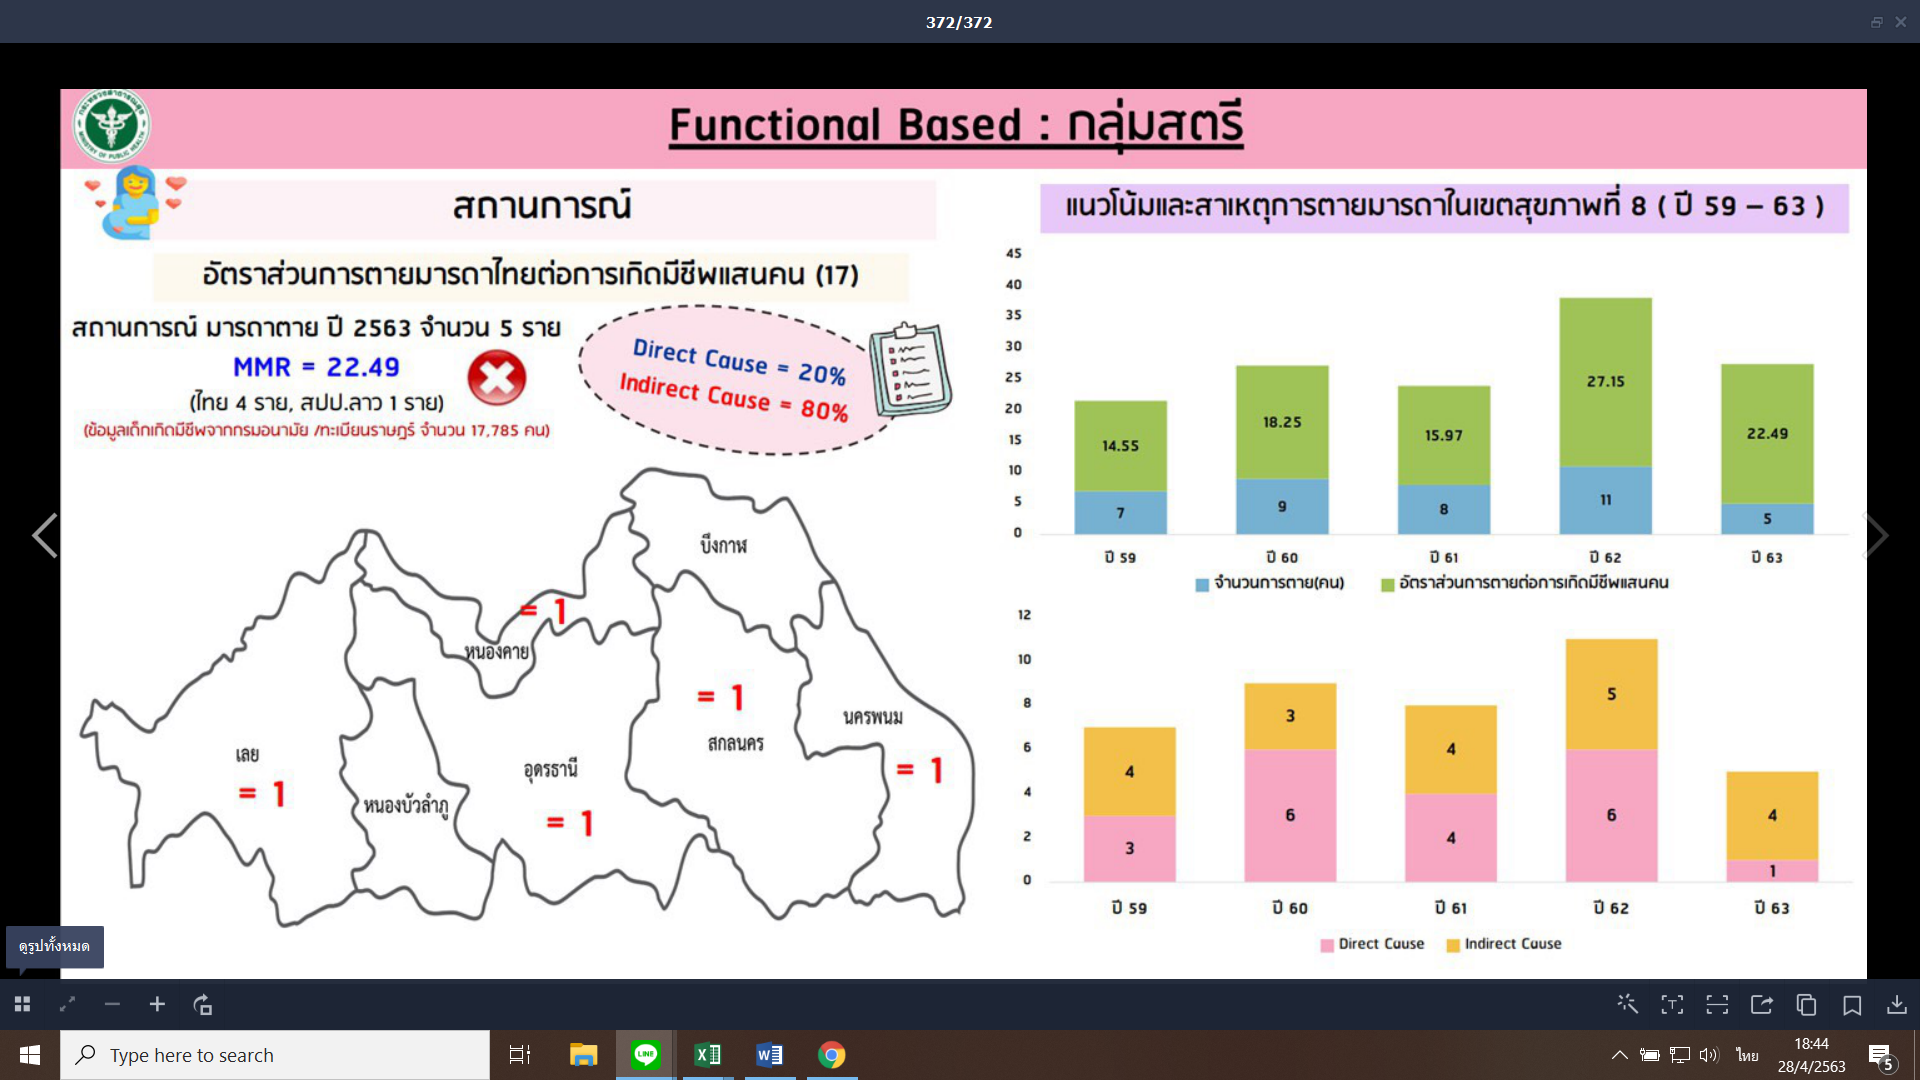 372/372
Functional Based : กลุ่มสตรี
สถานการณ์
อัตราส่วนการตายมารดาไทยต่อการเกิดมีชีพแสนคน (17)
สถานการณ์ มารดาตาย ปี 2563 จำนวน 5 ราย
MMR = 22.49
(ไทย 4 ราย, สปป.ลาว 1 ราย)
(ข้อมูลเด็กเกิดมีชีพจากกรมอนามัย /ทะเบียนราษฎร์ จำนวน 17,785 คน)
Direct Cause = 20%
Indirect Cause = 80%
บึงกาฬ
= 1
หนองคาย
= 1
สกลนคร
นครพนม
= 1
เลย
= 1
หนองบัวลำภู
อุดรธานี
= 1
แนวโน้มและสาเหตุการตายมารดาในเขตสุขภาพที่ 8 ( ปี 59 – 63 )
45
40
35
30
25
20
15
10
5
0
14.55
18.25
15.97
27.15
22.49
7
9
8
11
5
ปี 59
ปี 60
ปี 61
ปี 62
ปี 63
จำนวนการตาย(คน)
อัตราส่วนการตายต่อการเกิดมีชีพแสนคน
12
10
8
6
4
2
0
4
3
4
5
4
3
6
4
6
1
ปี 59
ปี 60
ปี 61
ปี 62
ปี 63
Direct Cause
Indirect Cause
ดูรูปทั้งหมด
Type here to search
ไทย
18:44
28/4/2563
5